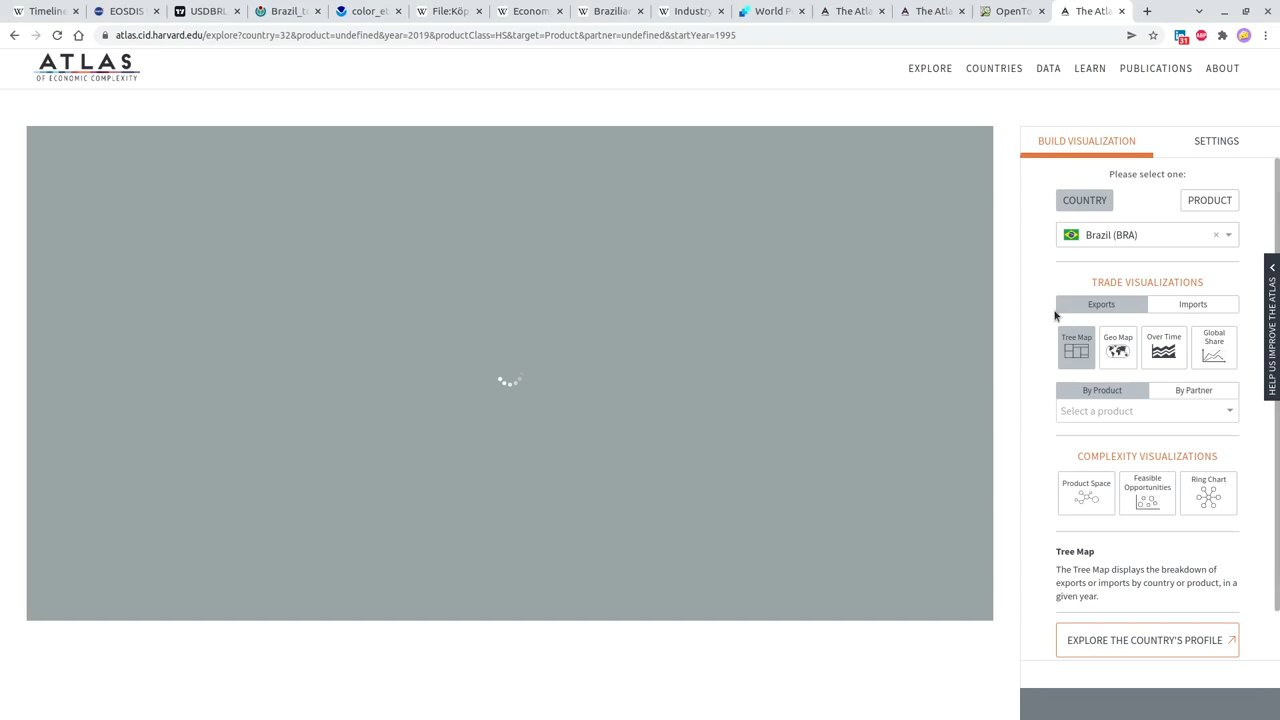 Timeline
EOSDIS
USDBRL
Brazil_t
color_et
File:Köp
Econom
Brazilia
Industry
World P
The Atla
The Atla
OpenTo
The Atla
atlas.cid.harvard.edu/explore?country=32&product=undefined&year=2019&productClass=HS&target=Product&partner=undefined&startYear=1995
31
ABP
ATLAS
OF ECONOMIC COMPLEXITY
EXPLORE
COUNTRIES
DATA
LEARN
PUBLICATIONS
ABOUT
BUILD VISUALIZATION
SETTINGS
Please select one:
COUNTRY
PRODUCT
Brazil (BRA)
TRADE VISUALIZATIONS
Exports
Imports
Tree Map
Geo Map
Over Time
Global
Share
By Product
By Partner
Select a product
COMPLEXITY VISUALIZATIONS
Product Space
Feasible
Opportunities
Ring Chart
Tree Map
The Tree Map displays the breakdown of
exports or imports by country or product, in a
given year.
EXPLORE THE COUNTRY'S PROFILE
HELP US IMPROVE THE ATLAS